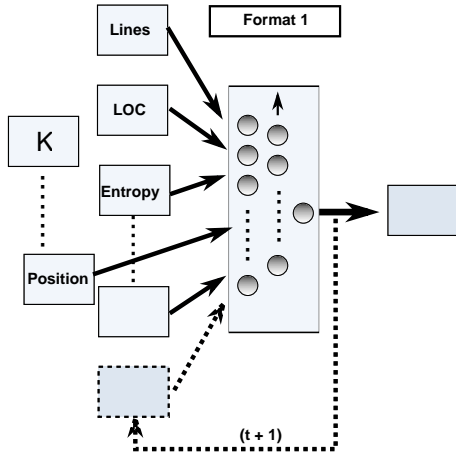 Format 1
Lines
LOC
K
Entropy
Position
(t + 1)